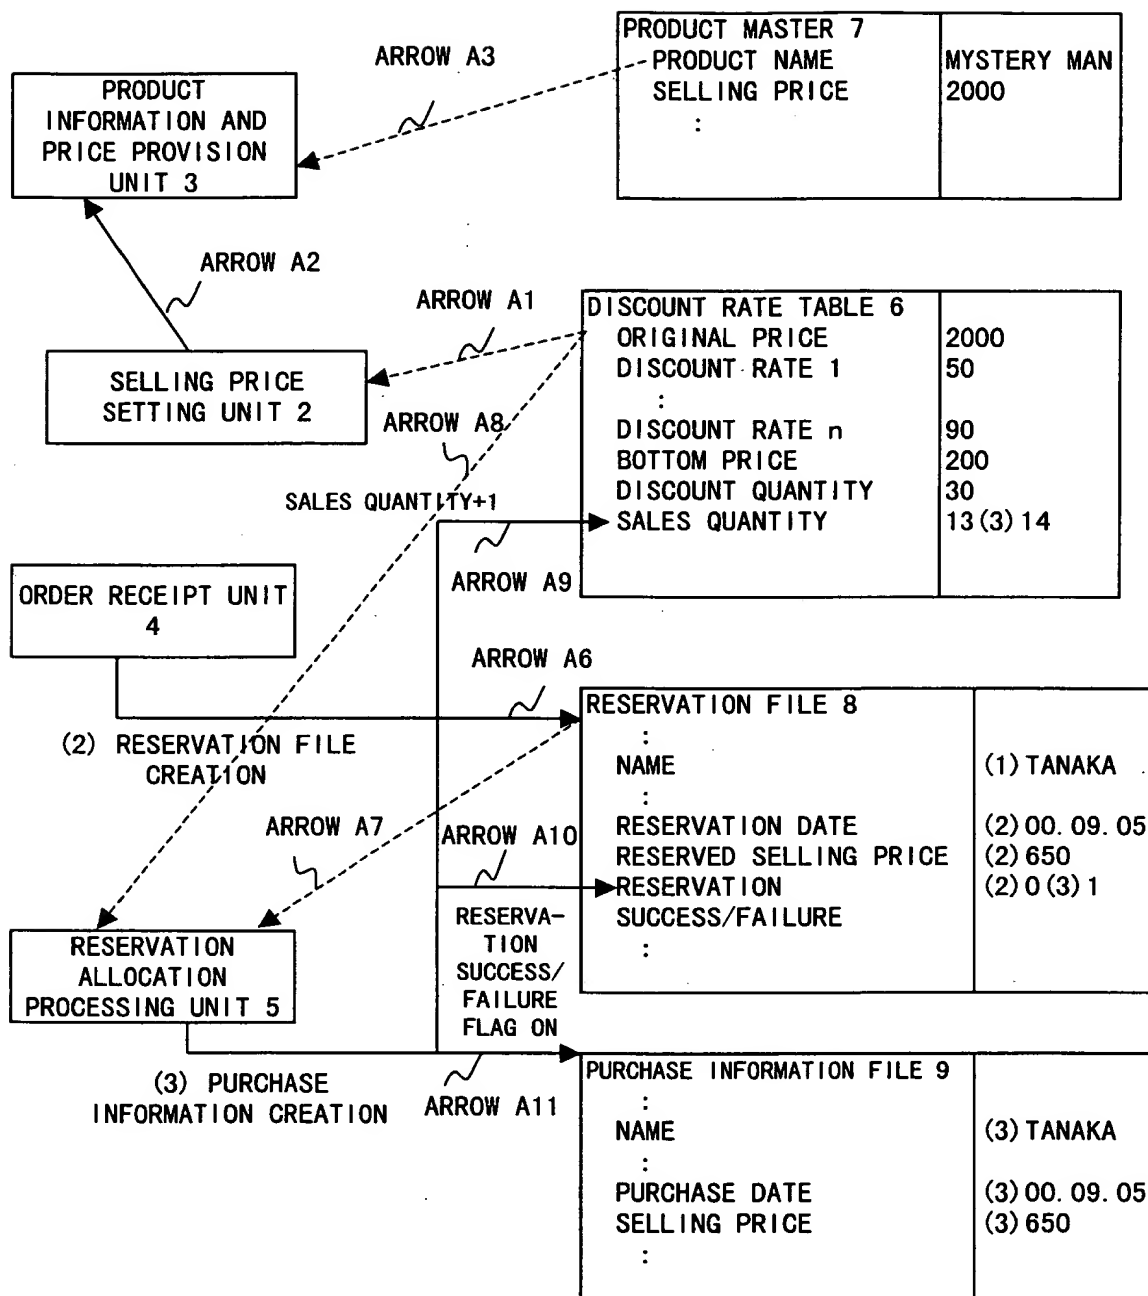 PRODUCT MASTER 7
ARROW A3
PRODUCT NAME MYSTERY MAN
SELLING PRICE 2000
:
PRODUCT
INFORMATION AND
PRICE PROVISION
UNIT 3
ARROW A2
ARROW A1
DISCOUNT RATE TABLE 6
ORIGINAL PRICE 2000
DISCOUNT RATE 1 50
:
DISCOUNT RATE n 90
BOTTOM PRICE 200
DISCOUNT QUANTITY 30
SALES QUANTITY 13(3)14
SELLING PRICE
SETTING UNIT 2
ARROW A8
SALES QUANTITY+1
ARROW A9
ORDER RECEIPT UNIT
4
ARROW A6
(2) RESERVATION FILE
CREATION
RESERVATION FILE 8
:
NAME (1)TANAKA
:
RESERVATION DATE (2)00.09.05
RESERVED SELLING PRICE (2)650
RESERVATION (2)0(3)1
SUCCESS/FAILURE
:
ARROW A7
ARROW A10
RESERVA-
TION
SUCCESS/
FAILURE
FLAG ON
RESERVATION
ALLOCATION
PROCESSING UNIT 5
(3) PURCHASE
INFORMATION CREATION
ARROW A11
PURCHASE INFORMATION FILE 9
:
NAME (3)TANAKA
:
PURCHASE DATE (3)00.09.05
SELLING PRICE (3)650
: